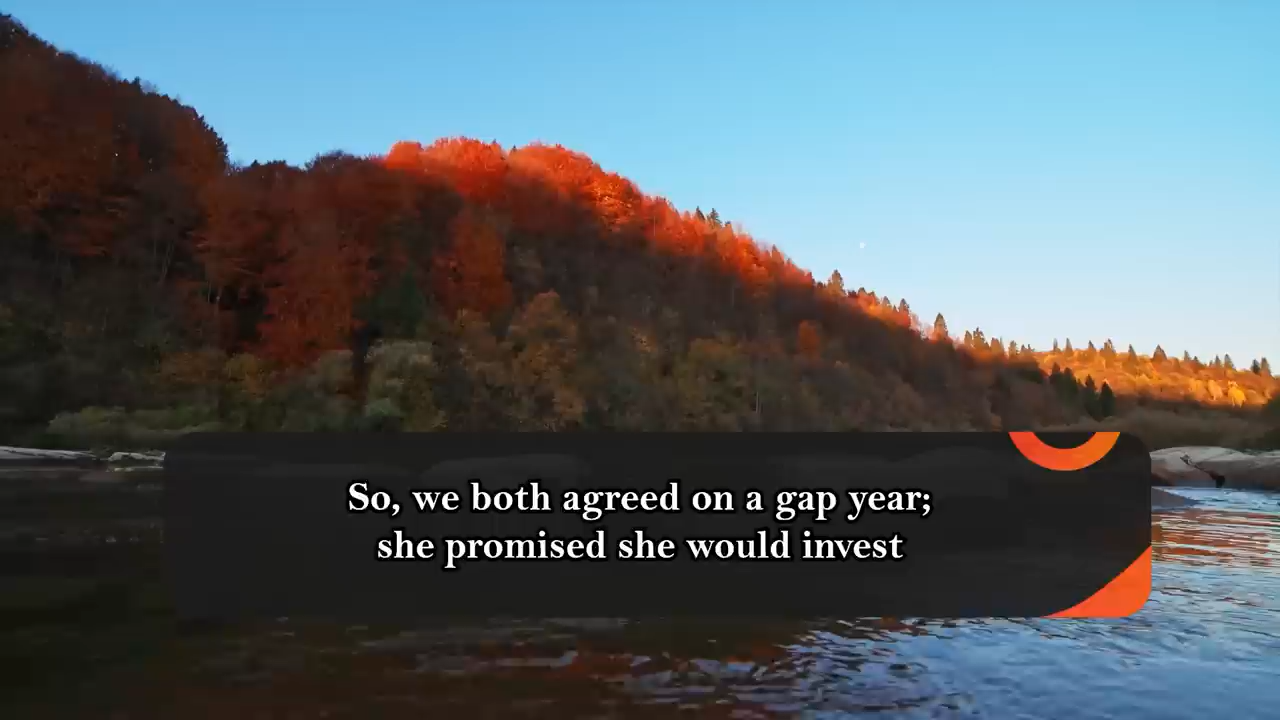 So, we both agreed on a gap year;
she promised she would invest